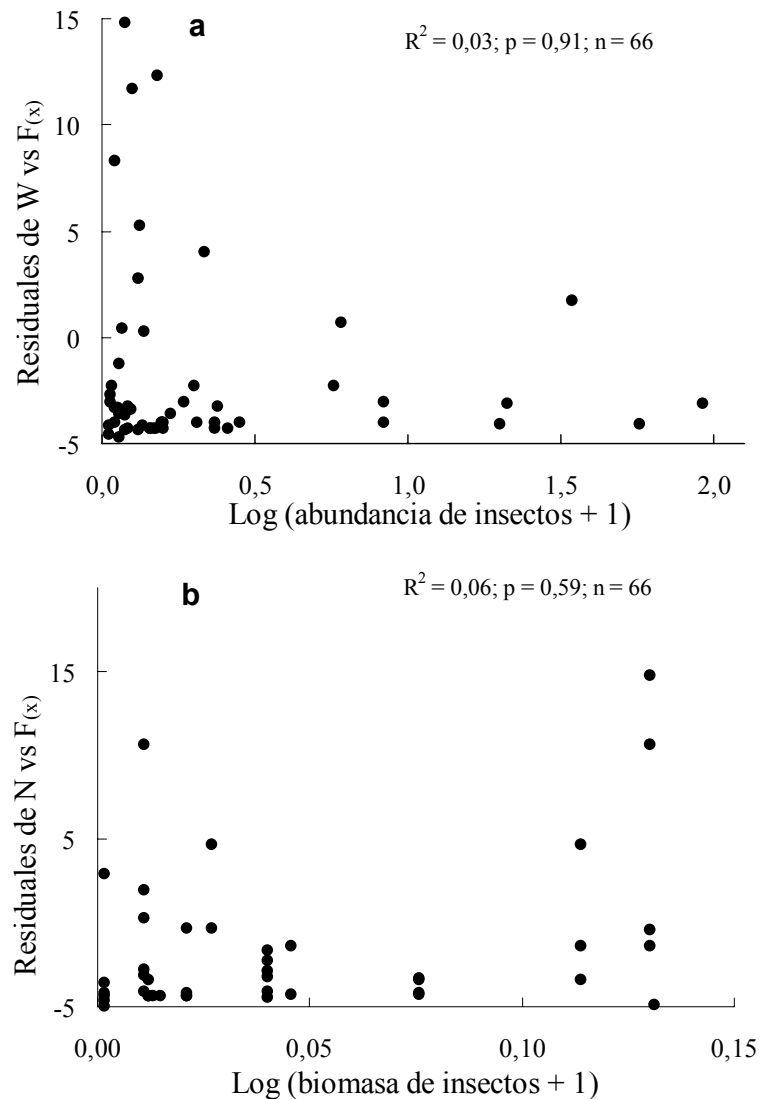 a
R² = 0,03; p = 0,91; n = 66
Residuales de W vs F(x)
15
10
5
0
-5
0,0 0,5 1,0 1,5 2,0
Log (abundancia de insectos + 1)
b
R² = 0,06; p = 0,59; n = 66
Residuales de N vs F(x)
15
5
-5
0,00 0,05 0,10 0,15
Log (biomasa de insectos + 1)